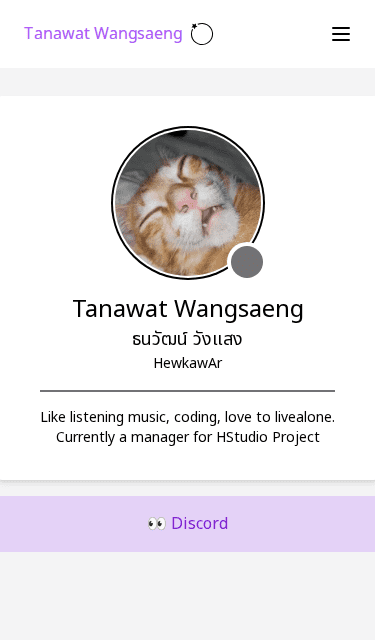 Tanawat Wangsaeng
Tanawat Wangsaeng
ธนวัฒน์ วังแสง
HewkawAr
Like listening music, coding, love to livealone.
Currently a manager for HStudio Project
👀 Discord